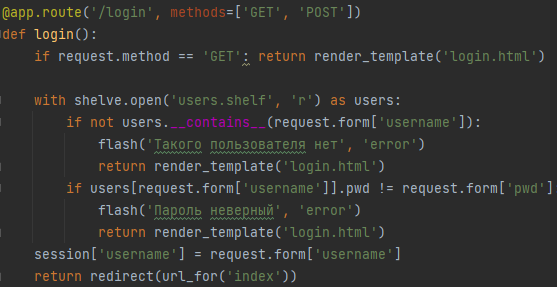 @app.route('/login', methods=['GET', 'POST'])
def login():
    if request.method == 'GET': return render_template('login.html')

    with shelve.open('users.shelf', 'r') as users:
        if not users.__contains__(request.form['username']):
            flash('Такого пользователя нет', 'error')
            return render_template('login.html')
        if users[request.form['username']].pwd != request.form['pwd']
            flash('Пароль неверный', 'error')
            return render_template('login.html')
    session['username'] = request.form['username']
    return redirect(url_for('index'))